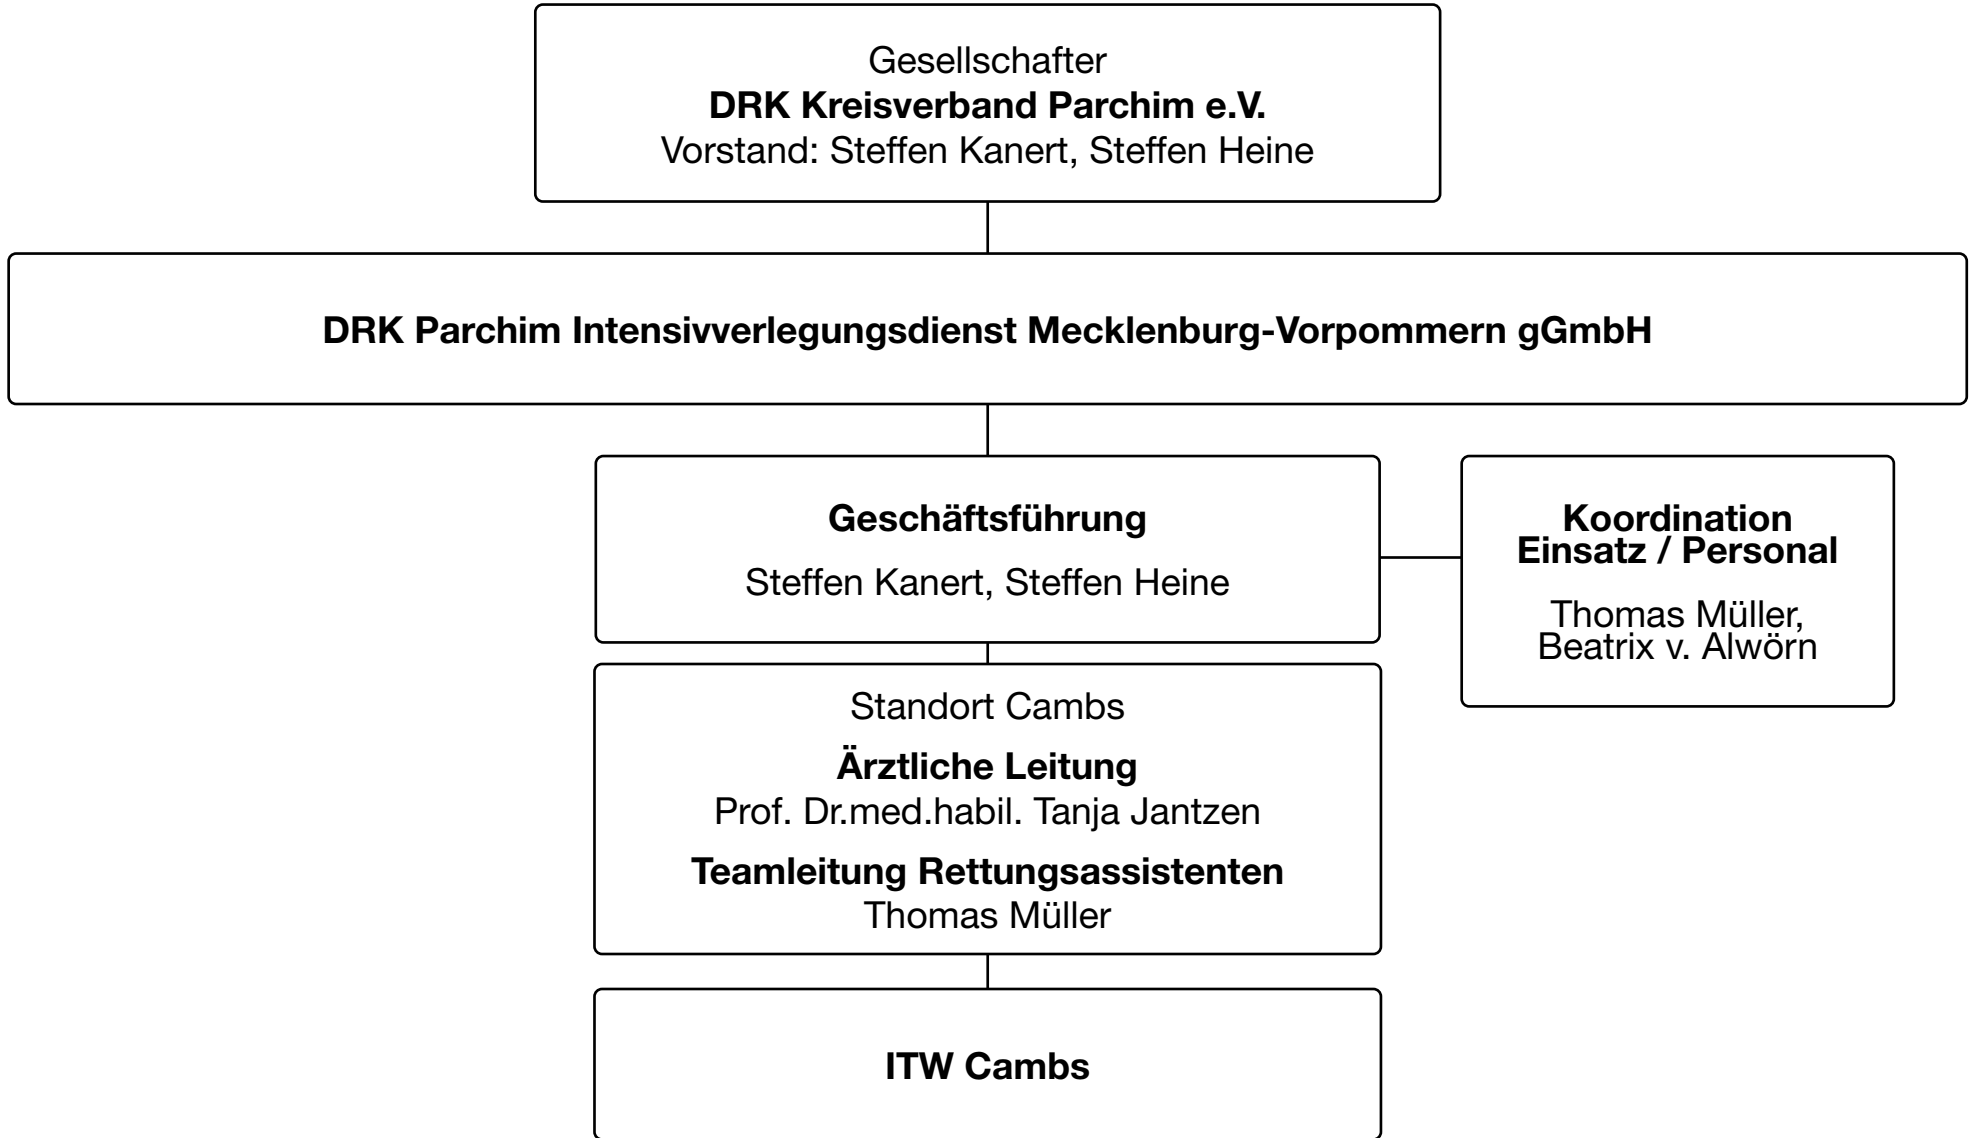 Gesellschafter
DRK Kreisverband Parchim e.V.
Vorstand: Steffen Kanert, Steffen Heine
DRK Parchim Intensivverlegungsdienst Mecklenburg-Vorpommern gGmbH
Geschäftsführung
Steffen Kanert, Steffen Heine
Koordination
Einsatz / Personal
Thomas Müller,
Beatrix v. Alwörn
Standort Cambs
Ärztliche Leitung
Prof. Dr.med.habil. Tanja Jantzen
Teamleitung Rettungsassistenten
Thomas Müller
ITW Cambs